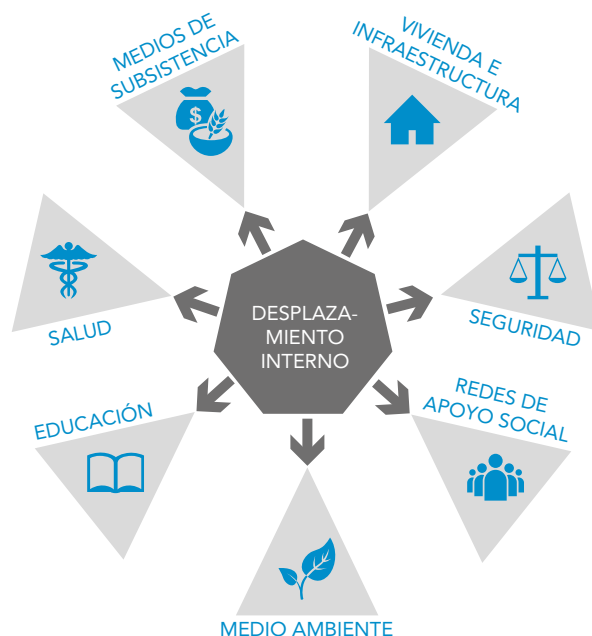 MEDIOS DE
SUBSISTENCIA
$
VIVIENDA E
INFRAESTRUCTURA
SALUD
DESPLAZA-
MIENTO
INTERNO
SEGURIDAD
EDUCACIÓN
REDES DE
APOYO SOCIAL
MEDIO AMBIENTE